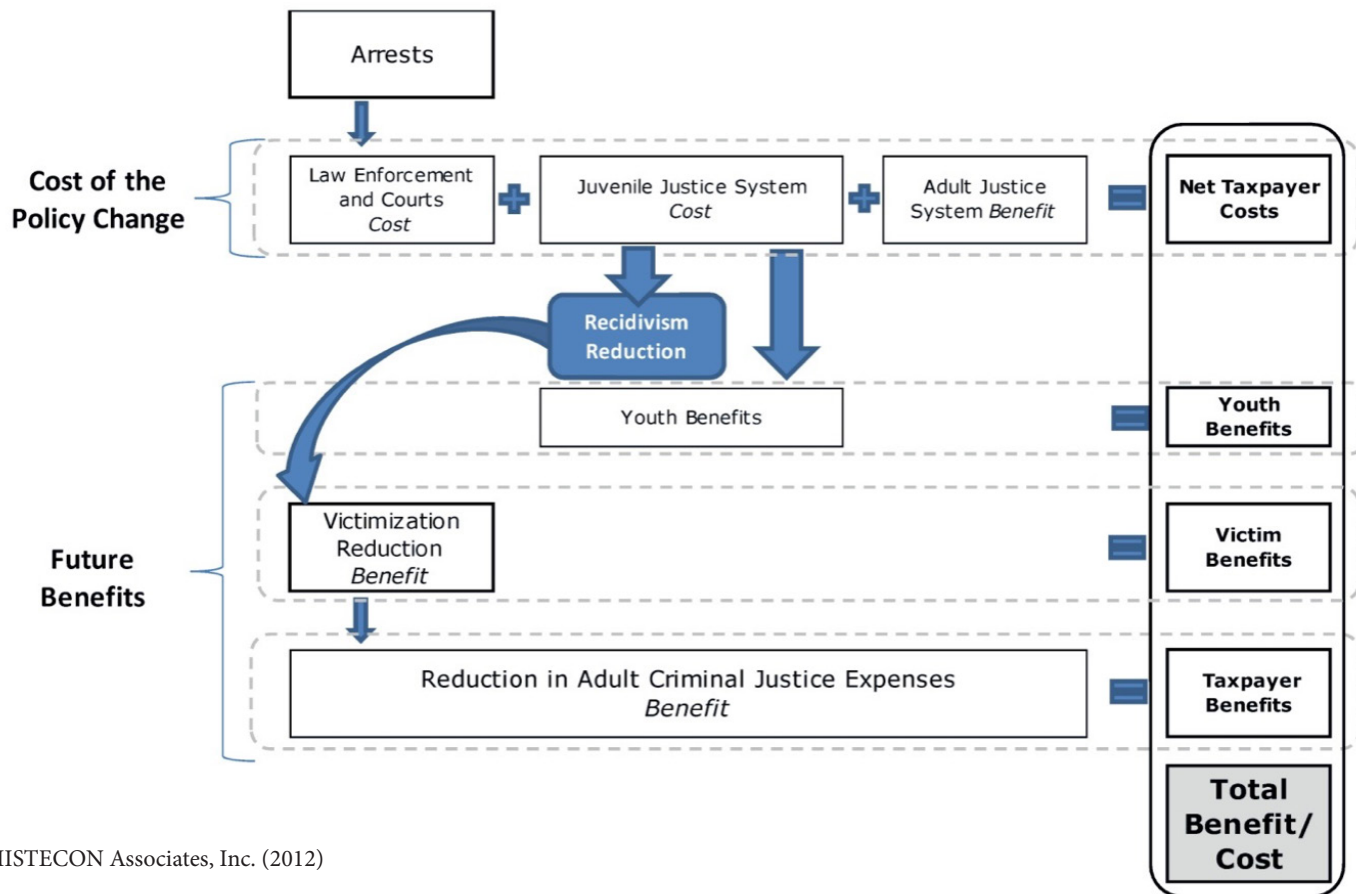 Arrests
Cost of the
Policy Change
Law Enforcement
and Courts
Cost
Juvenile Justice System
Cost
Adult Justice
System Benefit
Net Taxpayer
Costs
Recidivism
Reduction
Youth Benefits
Youth
Benefits
Future
Benefits
Victimization
Reduction
Benefit
Victim
Benefits
Reduction in Adult Criminal Justice Expenses
Benefit
Taxpayer
Benefits
Total
Benefit/
Cost
HISTECON Associates, Inc. (2012)